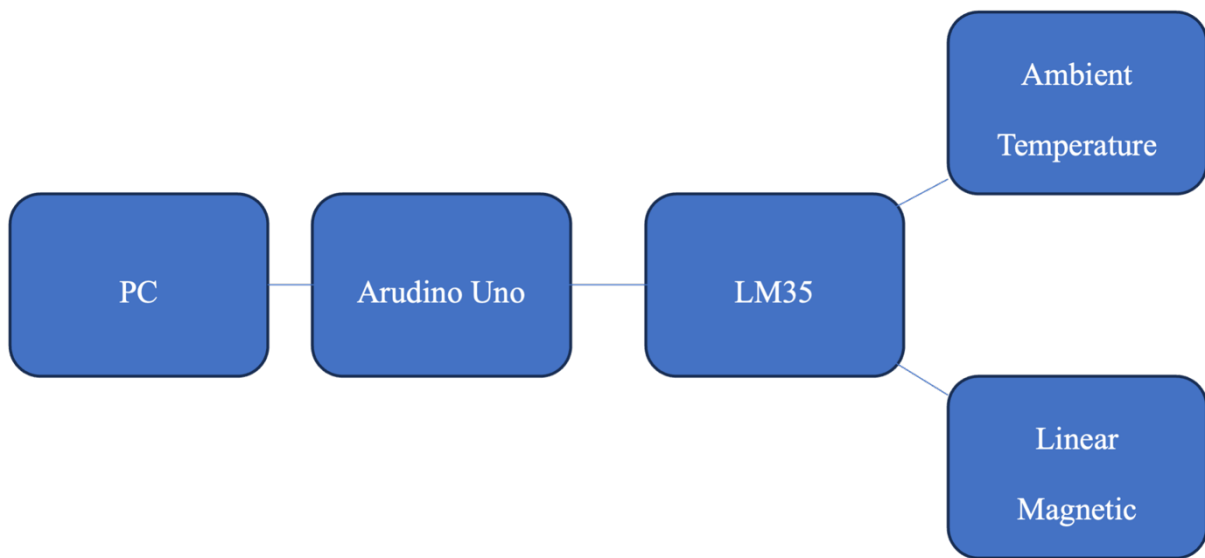 PC
Arudino Uno
LM35
Ambient
Temperature
Linear
Magnetic